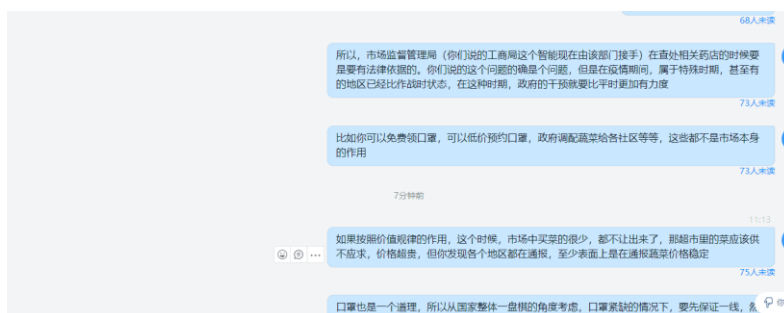 68人未读
所以，市场监督管理局（你们说的工商局这个智能现在由该部门接手）在查处相关药店的时候要
是要有法律依据的。你们说的这个问题的确是个问题，但是在疫情期间，属于特殊时期，甚至有
的地区已经比作战时状态，在这种时期，政府的干预就要比平时更加有力度
73人未读
比如你可以免费领口罩，可以低价预约口罩，政府调配蔬菜给各社区等等，这些都不是市场本身
的作用
73人未读
7分钟前
11:13
如果按照价值规律的作用，这个时候，市场中买菜的很少，都不让出来了，那超市里的菜应该供
不应求，价格超贵，但你发现各个地区都在通报，至少表面上是在通报蔬菜价格稳定
75人未读
口罩也是一个道理，所以从国家整体一盘棋的角度考虑，口罩紧缺的情况下，要先保证一线，